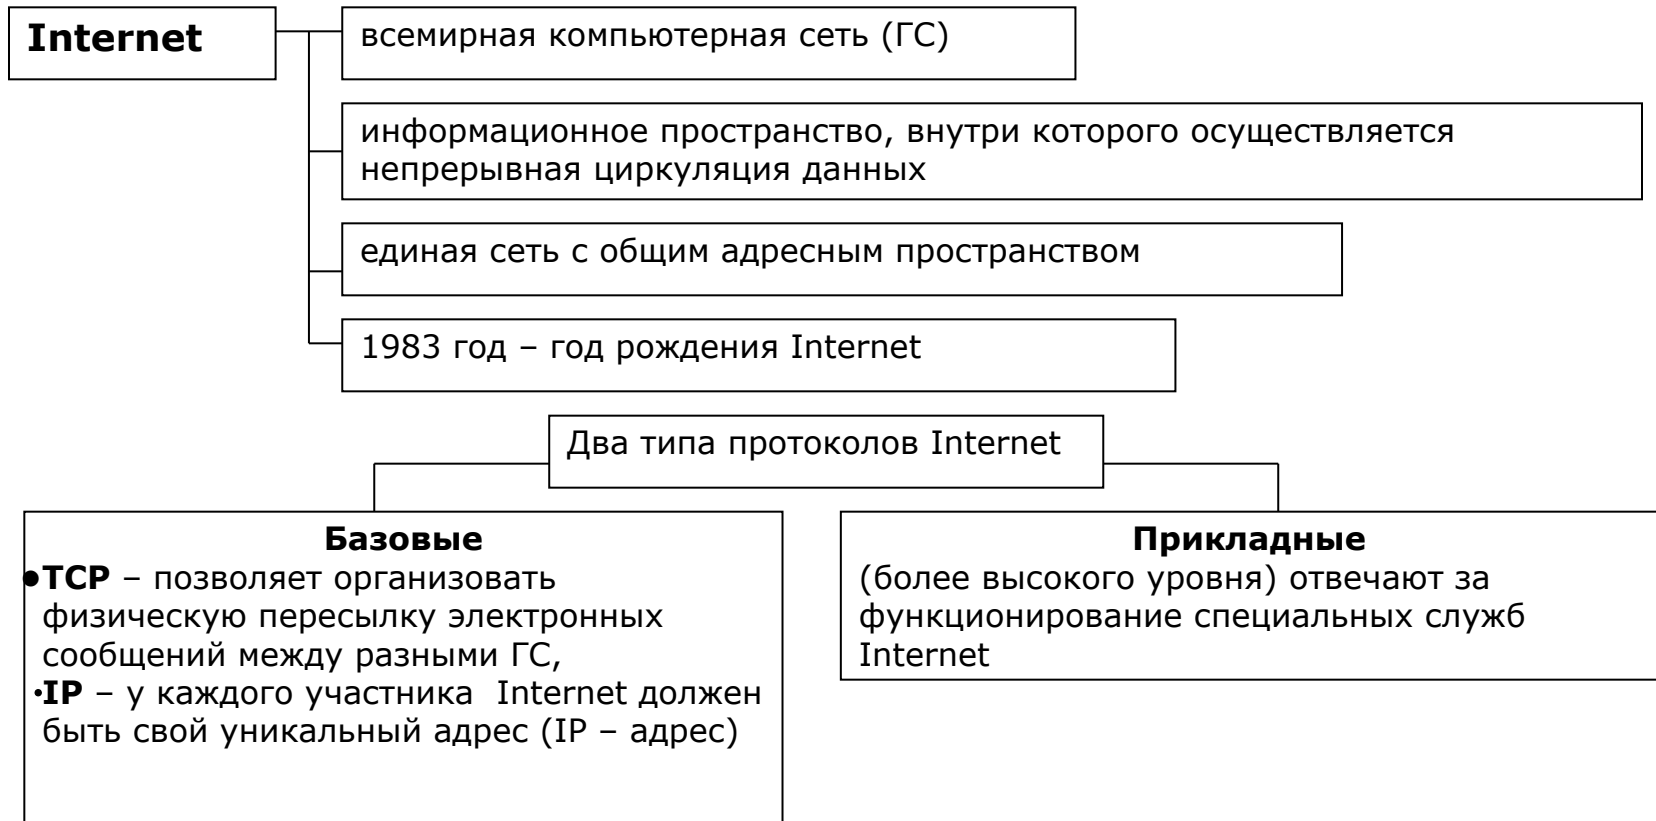 Internet
всемирная компьютерная сеть (ГС)
информационное пространство, внутри которого осуществляется
непрерывная циркуляция данных
единая сеть с общим адресным пространством
1983 год – год рождения Internet
Два типа протоколов Internet
Базовые
•TCP – позволяет организовать
физическую пересылку электронных
сообщений между разными ГС,
•IP – у каждого участника  Internet должен
быть свой уникальный адрес (IP – адрес)
Прикладные
(более высокого уровня) отвечают за
функционирование специальных служб
Internet